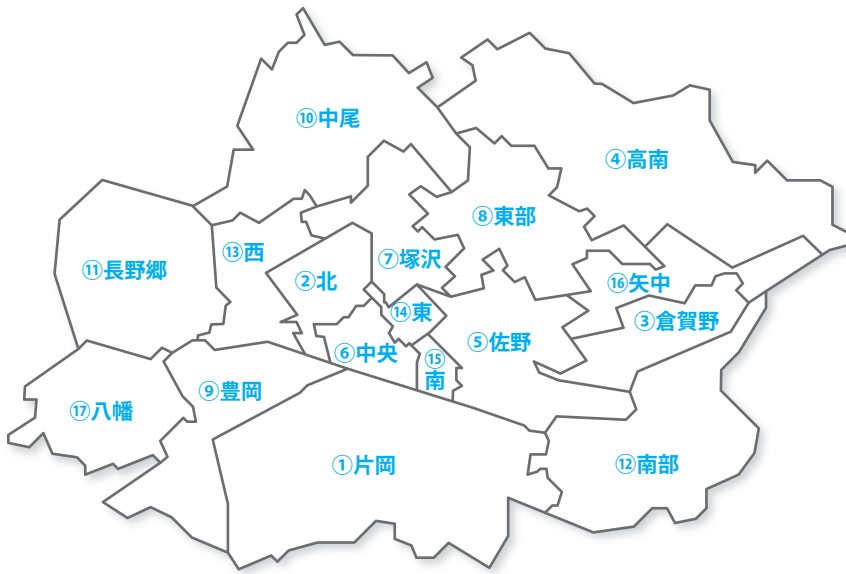 ⑩中尾
④高南
⑧東部
⑬西
⑦塚沢
⑪長野郷
②北
⑯矢中
⑭東
③倉賀野
⑤佐野
⑥中央
⑮
南
⑨豊岡
⑰八幡
①片岡
⑫南部